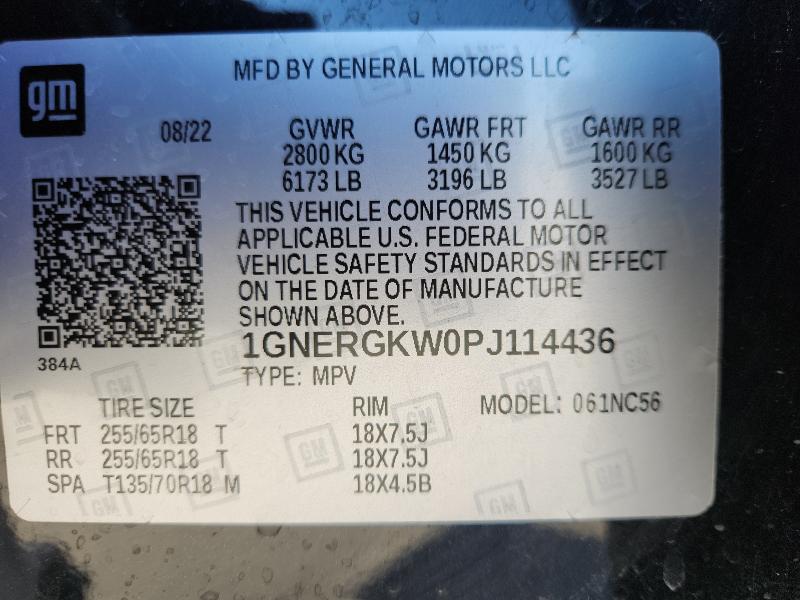 gm
MFD BY GENERAL MOTORS LLC
08/22 GVWR GAWR FRT GAWR RR
2800 KG 1450 KG 1600 KG
6173 LB 3196 LB 3527 LB
THIS VEHICLE CONFORMS TO ALL
APPLICABLE U.S. FEDERAL MOTOR
VEHICLE SAFETY STANDARDS IN EFFECT
ON THE DATE OF MANUFACTURE
SHOWN ABOVE.
1GNERGKW0PJ114436
384A
TYPE: MPV
TIRE SIZE RIM MODEL: 061NC56
FRT 255/65R18 T 18X7.5J
RR 255/65R18 T 18X7.5J
SPA T135/70R18 M 18X4.5B